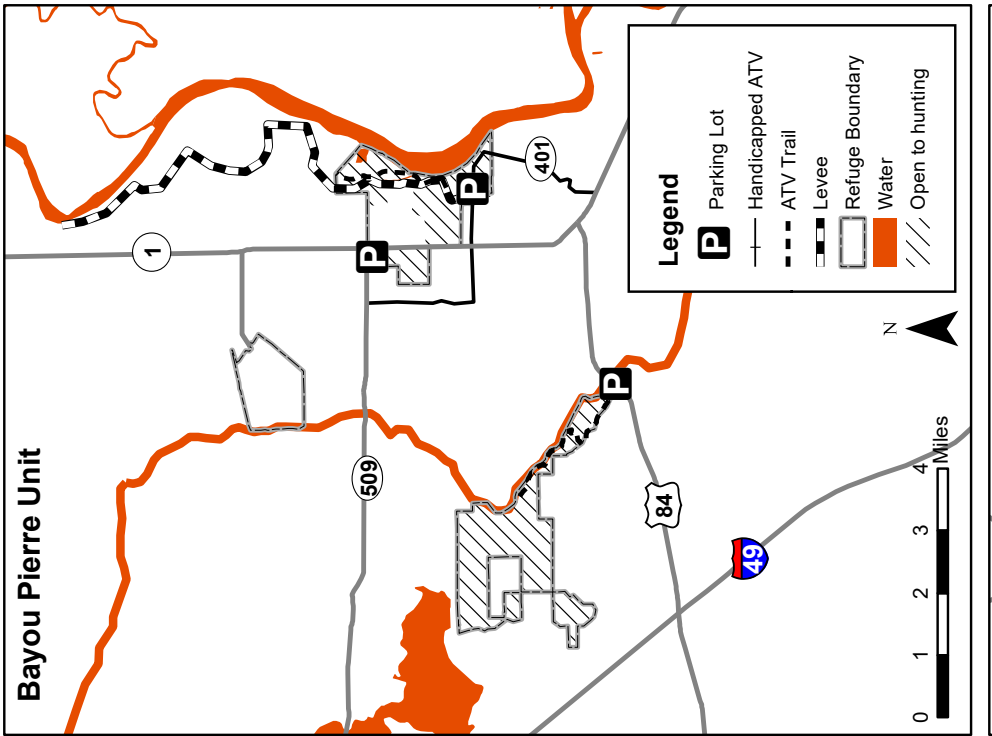 Bayou Pierre Unit
1
401
509
84
49
P
P
P
Legend
P Parking Lot
Handicapped ATV
ATV Trail
Levee
Refuge Boundary
Water
Open to hunting
N
0 1 2 3 4
Miles